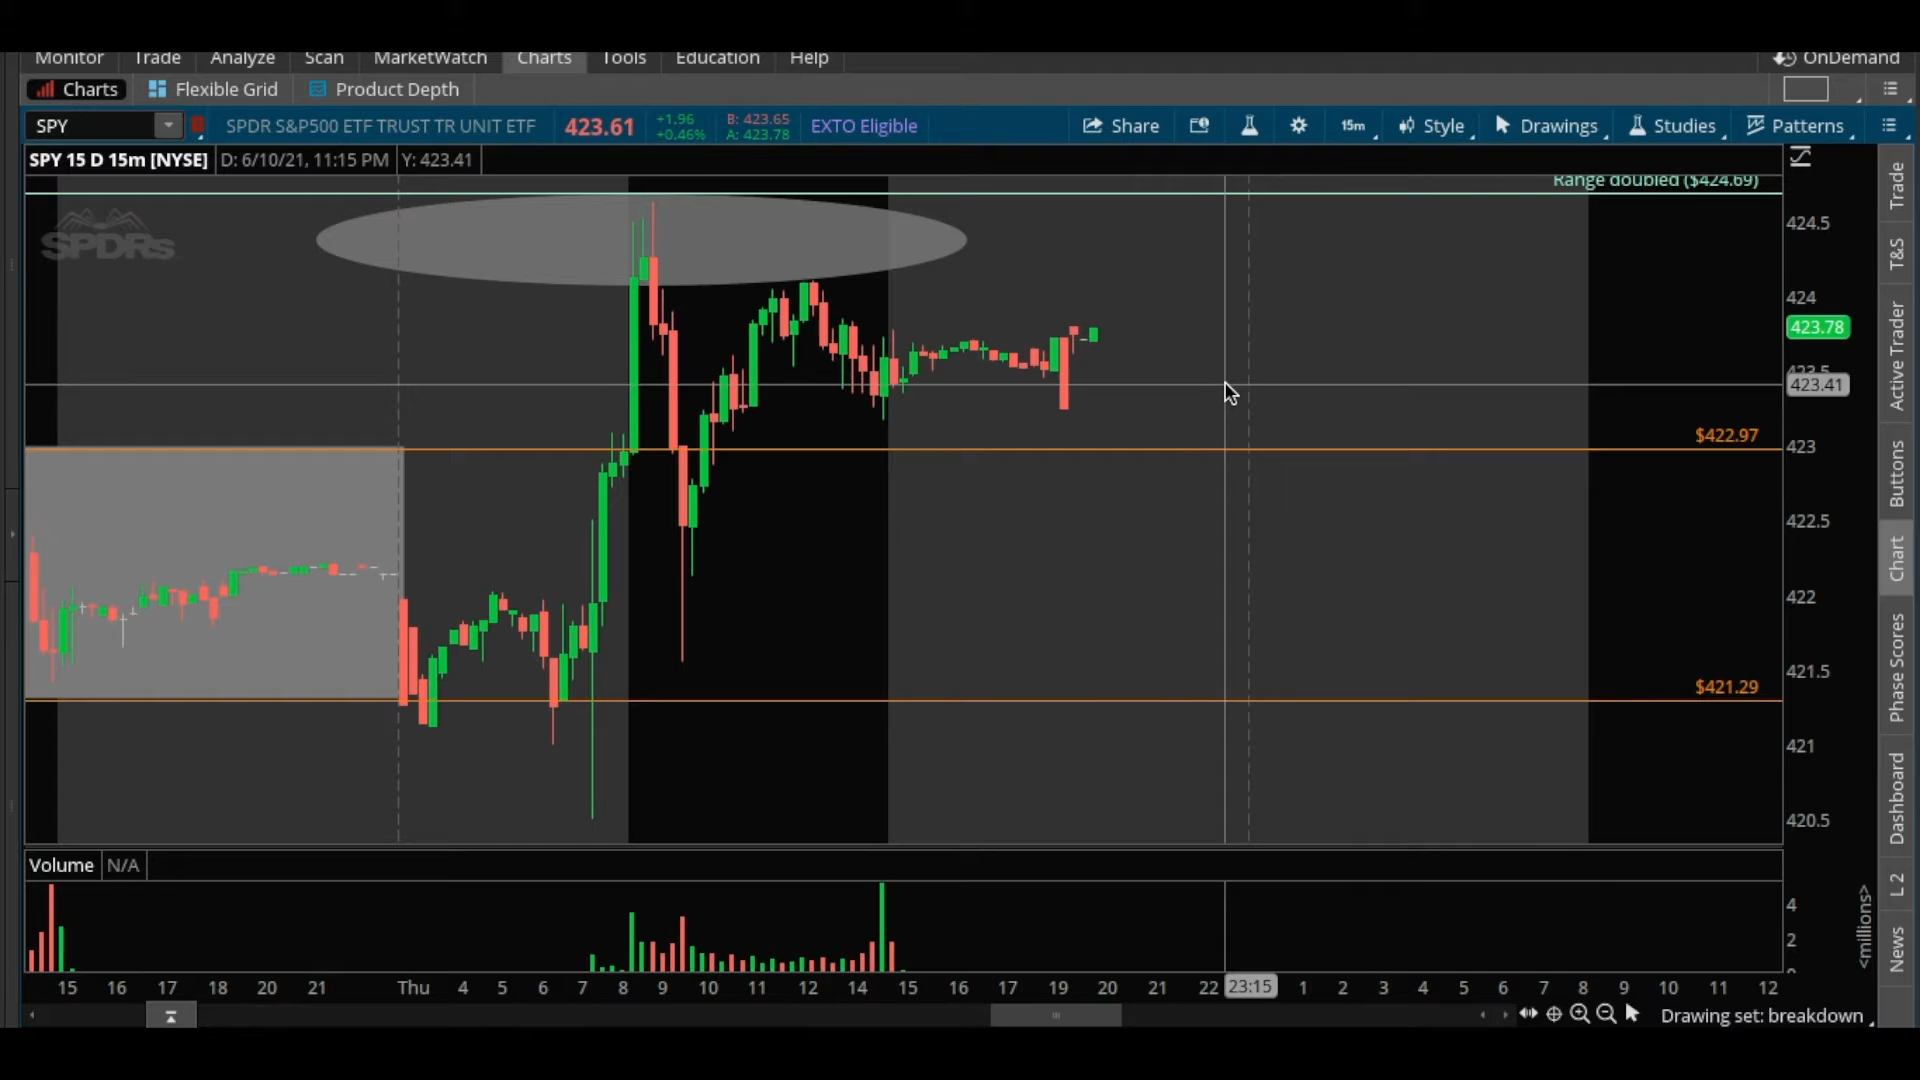 Monitor Trade Analyze Scan MarketWatch Charts Tools Education Help OnDemand
Charts Flexible Grid Product Depth
SPY SPDR S&P500 ETF TRUST TR UNIT ETF 423.61 +1.96 B: 423.65 EXTO Eligible Share 15m Style Drawings Studies Patterns
+0.46% A: 423.78
SPY 15 D 15m [NYSE] D: 6/10/21, 11:15 PM Y: 423.41
Range doubled ($424.69)
SPDRs
424.5
424
423.78
423.5
423.41
$422.97
423
422.5
422
$421.29
421.5
421
420.5
Volume N/A
4
2
0
<millions>
15 16 17 18 20 21 Thu 4 5 6 7 8 9 10 11 12 14 15 16 17 18 19 20 21 22 23:15 1 2 3 4 5 6 7 8 9 10 11 12
Drawing set: breakdown
Trade
T&S
Active Trader
Buttons
Chart
Phase Scores
Dashboard
L 2
News